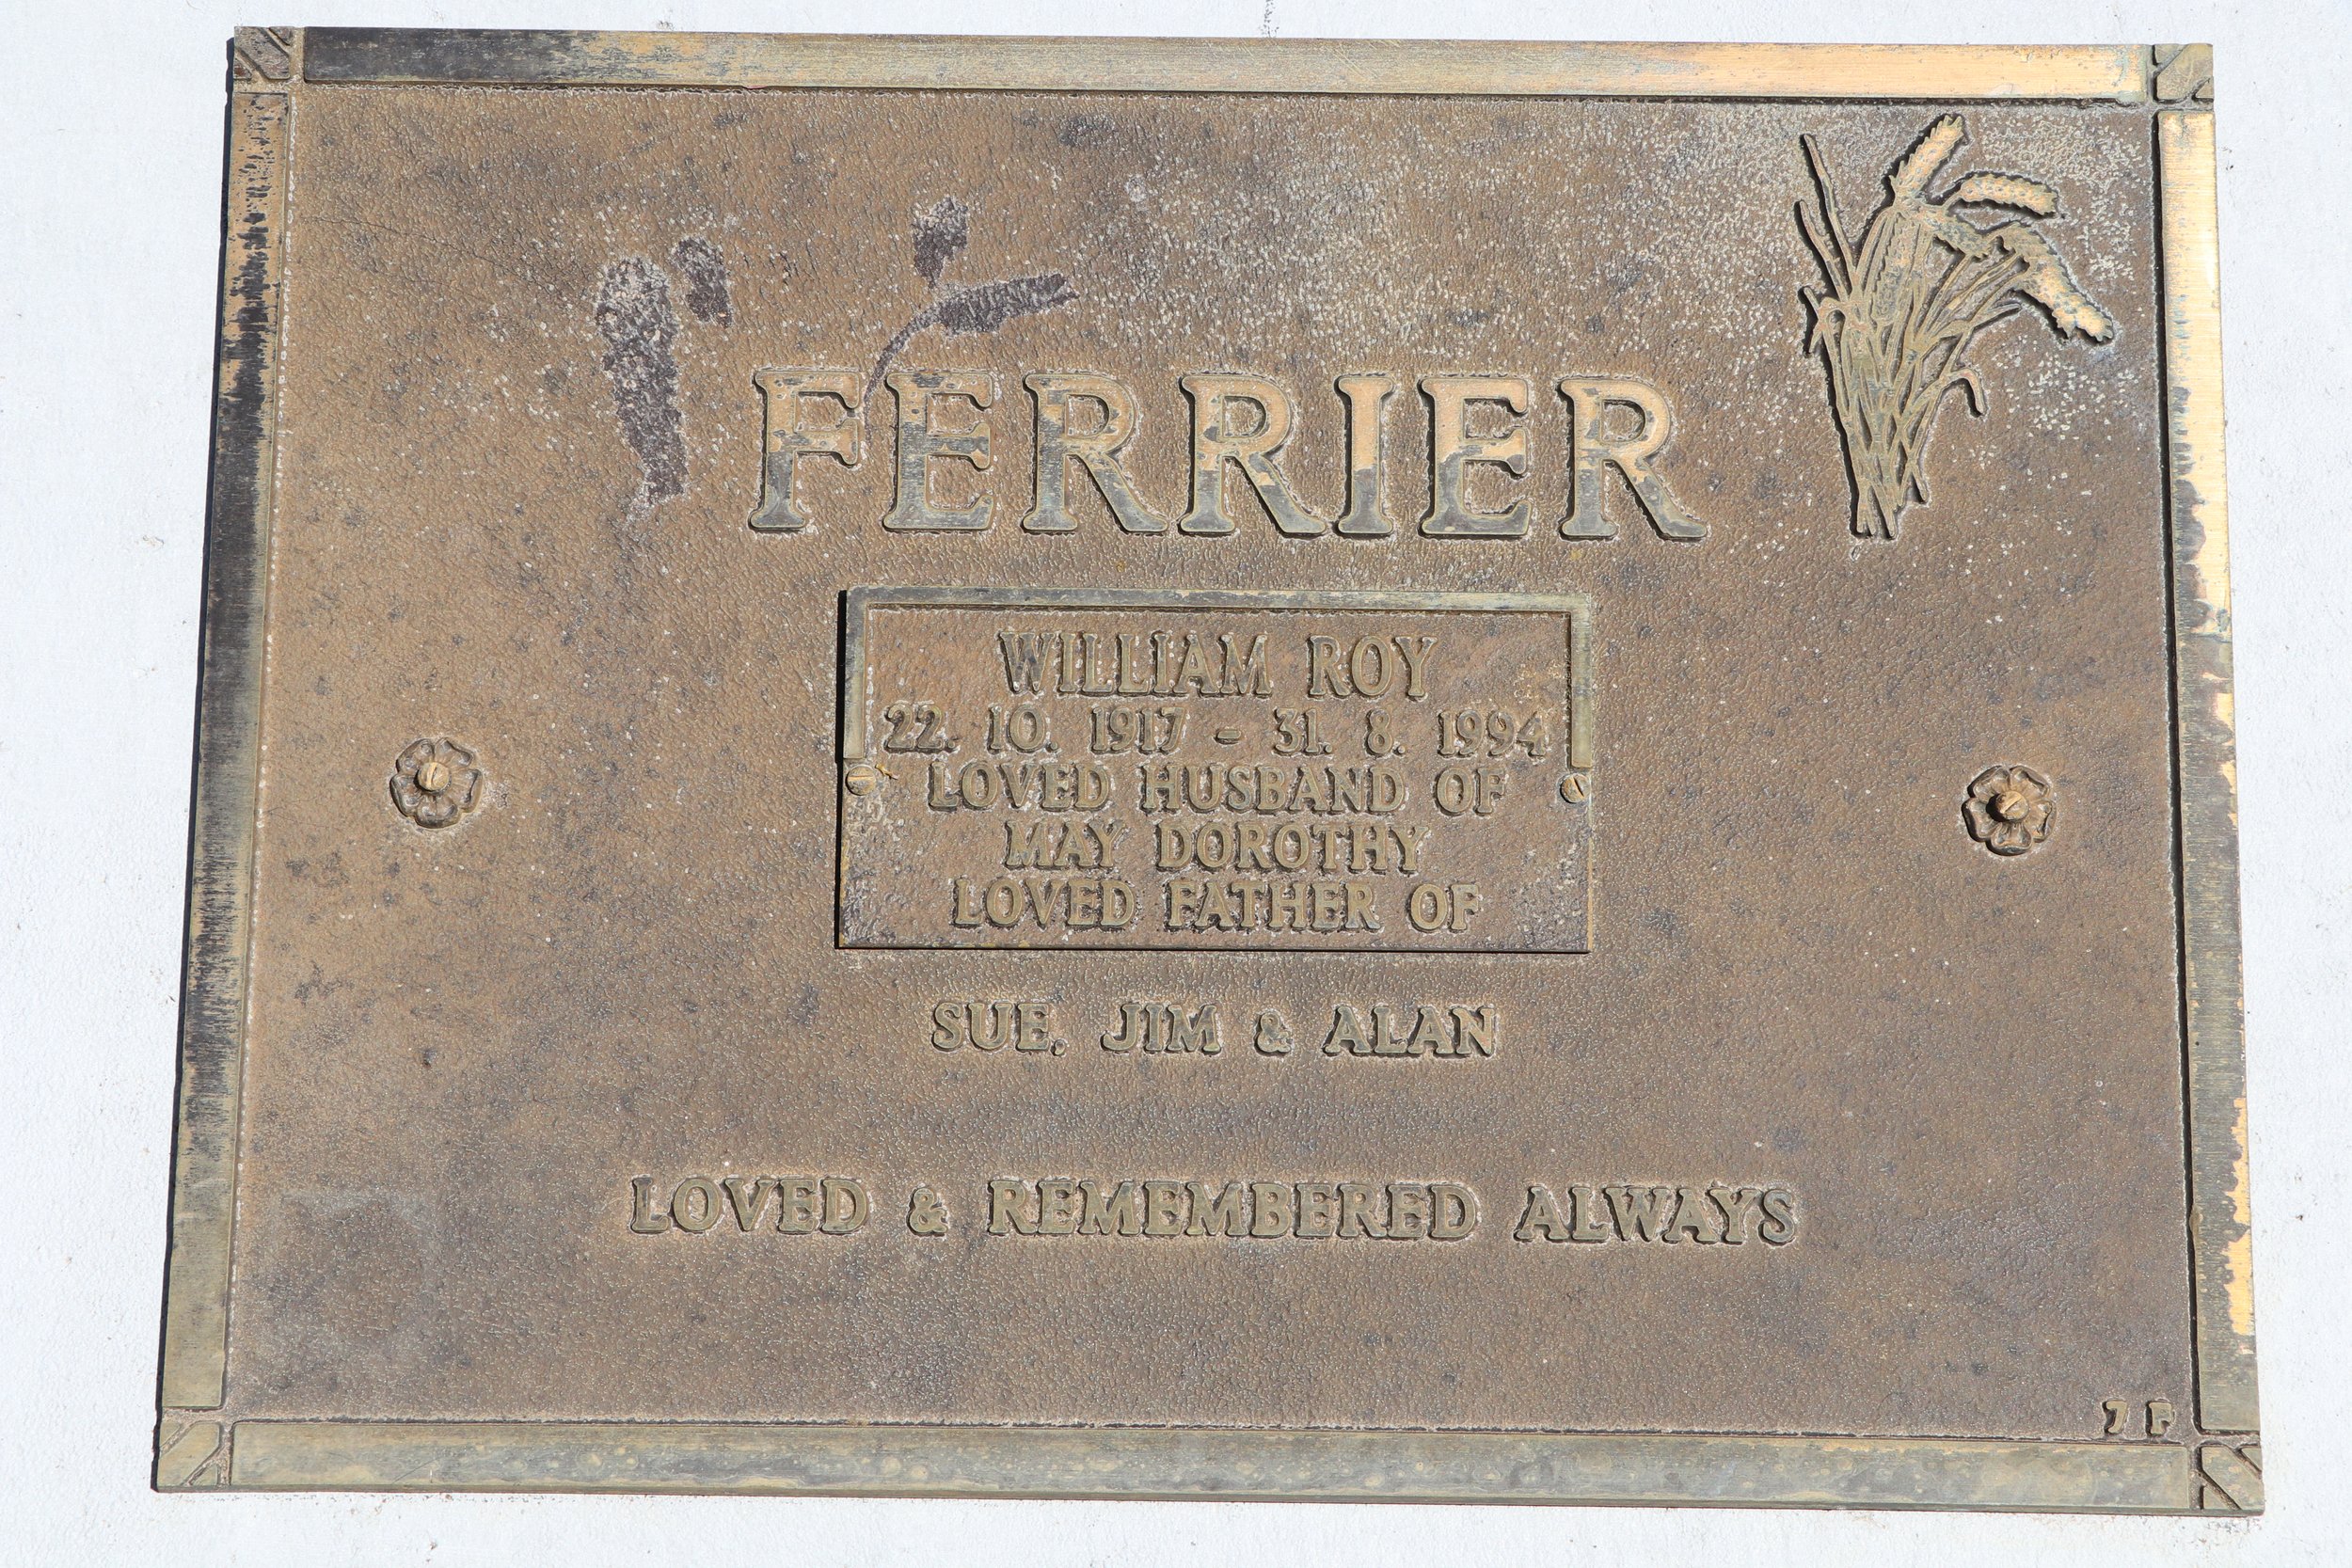 FERRIER
WILLIAM ROY
22. 10. 1917 - 31. 8. 1994
LOVED HUSBAND OF
MAY DOROTHY
LOVED FATHER OF
SUE, JIM & ALAN
LOVED & REMEMBERED ALWAYS
7 F